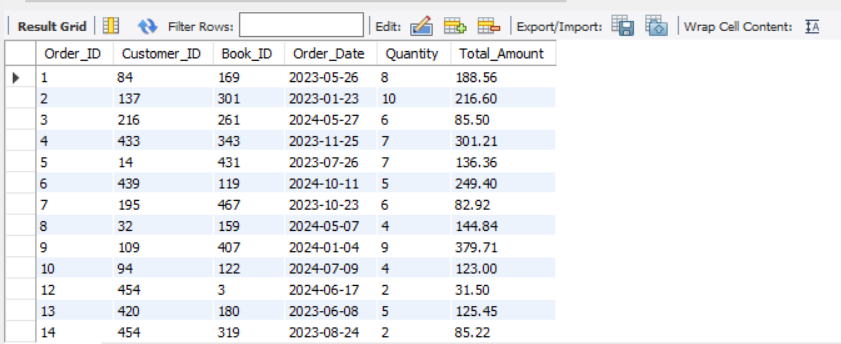 Result Grid Filter Rows: Edit: Export/Import: Wrap Cell Content: IA
Order_ID Customer_ID Book_ID Order_Date Quantity Total_Amount
1 84 169 2023-05-26 8 188.56
2 137 301 2023-01-23 10 216.60
3 216 261 2024-05-27 6 85.50
4 433 343 2023-11-25 7 301.21
5 14 431 2023-07-26 7 136.36
6 439 119 2024-10-11 5 249.40
7 195 467 2023-10-23 6 82.92
8 32 159 2024-05-07 4 144.84
9 109 407 2024-01-04 9 379.71
10 94 122 2024-07-09 4 123.00
12 454 3 2024-06-17 2 31.50
13 420 180 2023-06-08 5 125.45
14 454 319 2023-08-24 2 85.22